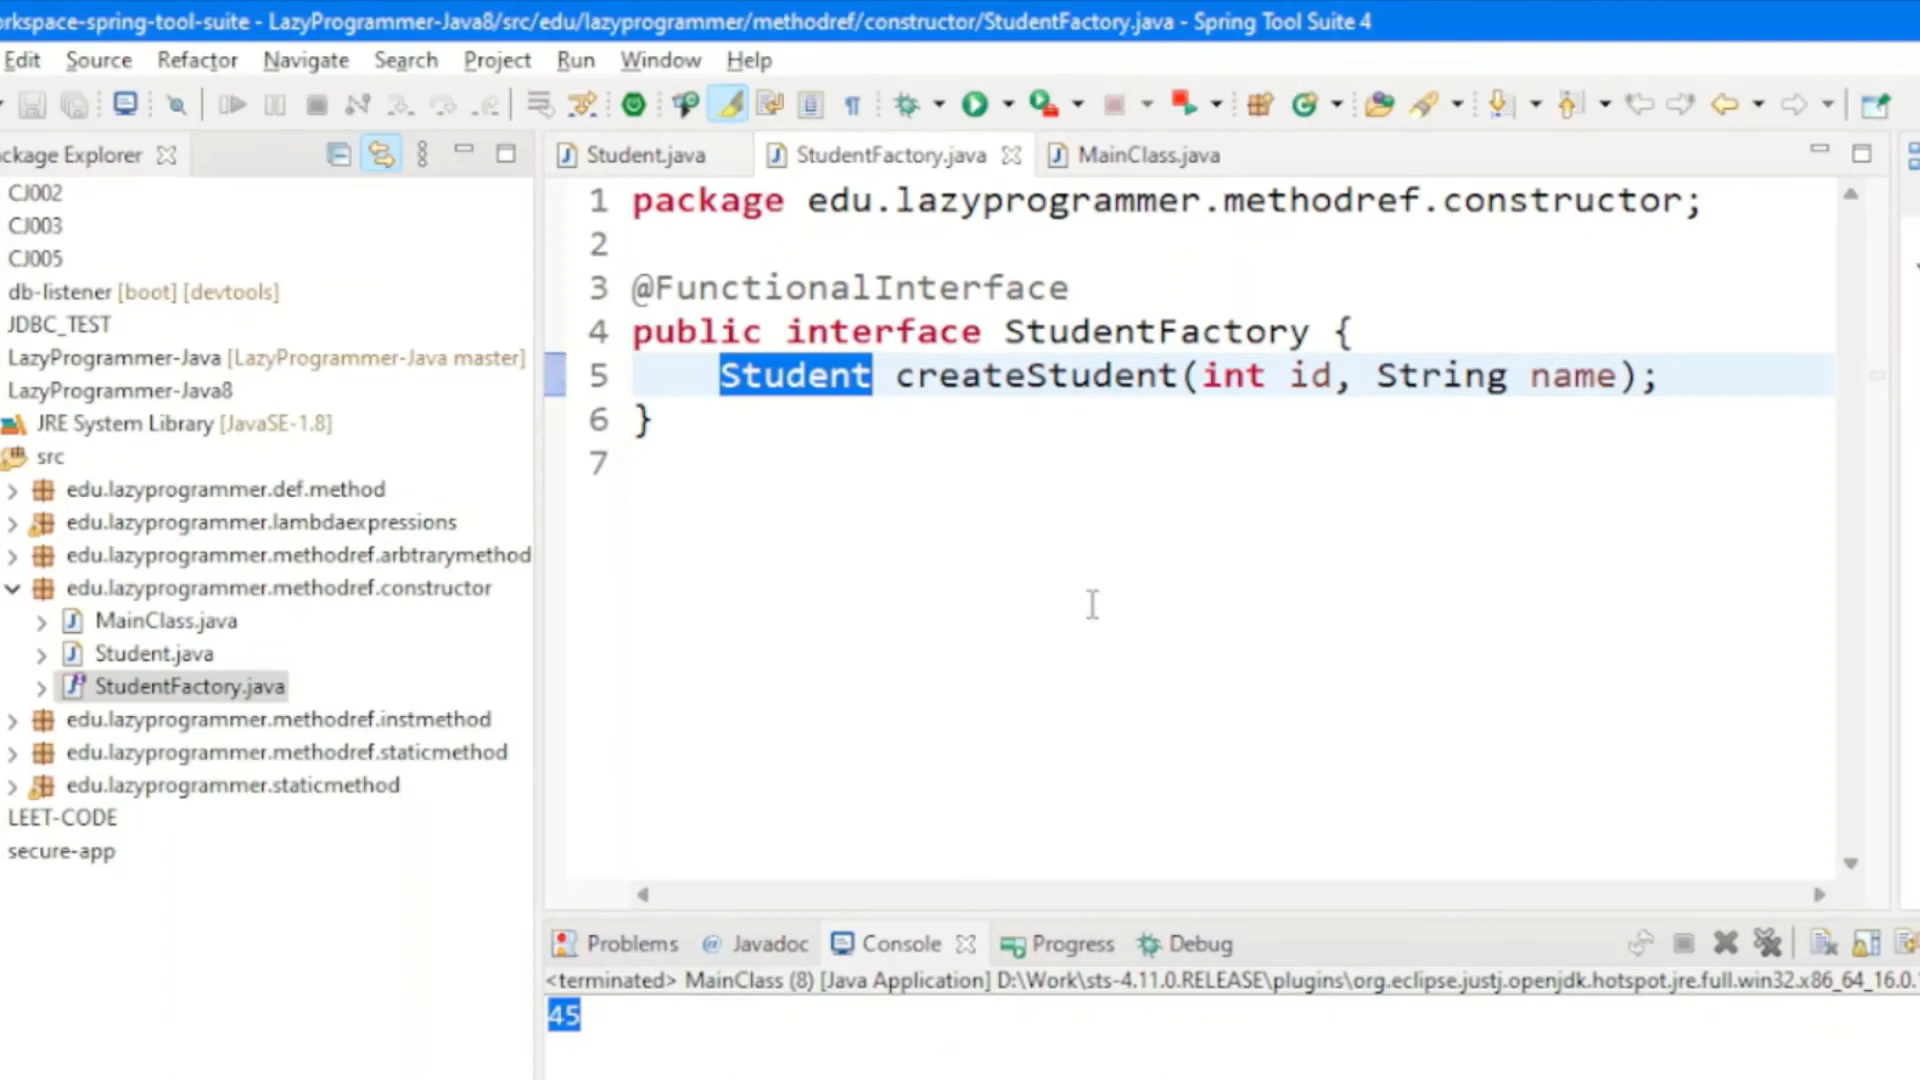 rkspace-spring-tool-suite - LazyProgrammer-Java8/src/edu/lazyprogrammer/methodref/constructor/StudentFactory.java - Spring Tool Suite 4
Edit Source Refactor Navigate Search Project Run Window Help
ckage Explorer
CJ002
CJ003
CJ005
db-listener [boot] [devtools]
JDBC_TEST
LazyProgrammer-Java [LazyProgrammer-Java master]
LazyProgrammer-Java8
JRE System Library [JavaSE-1.8]
src
edu.lazyprogrammer.def.method
edu.lazyprogrammer.lambdaexpressions
edu.lazyprogrammer.methodref.arbtrarymethod
edu.lazyprogrammer.methodref.constructor
MainClass.java
Student.java
StudentFactory.java
edu.lazyprogrammer.methodref.instmethod
edu.lazyprogrammer.methodref.staticmethod
edu.lazyprogrammer.staticmethod
LEET-CODE
secure-app
Student.java StudentFactory.java MainClass.java
1 package edu.lazyprogrammer.methodref.constructor;
2
3 @FunctionalInterface
4 public interface StudentFactory {
5 Student createStudent(int id, String name);
6 }
7
Problems Javadoc Console Progress Debug
<terminated> MainClass (8) [Java Application] D:\Work\sts-4.11.0.RELEASE\plugins\org.eclipse.justj.openjdk.hotspot.jre.full.win32.x86_64_16.0.
45